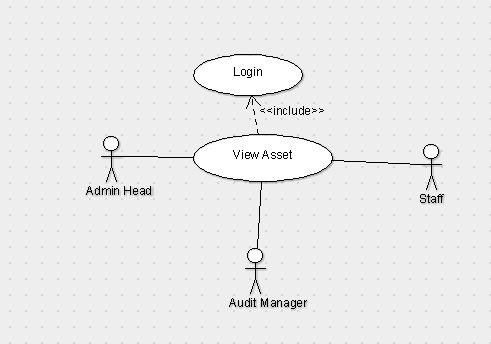 Login
<<include>>
View Asset
Admin Head
Staff
Audit Manager